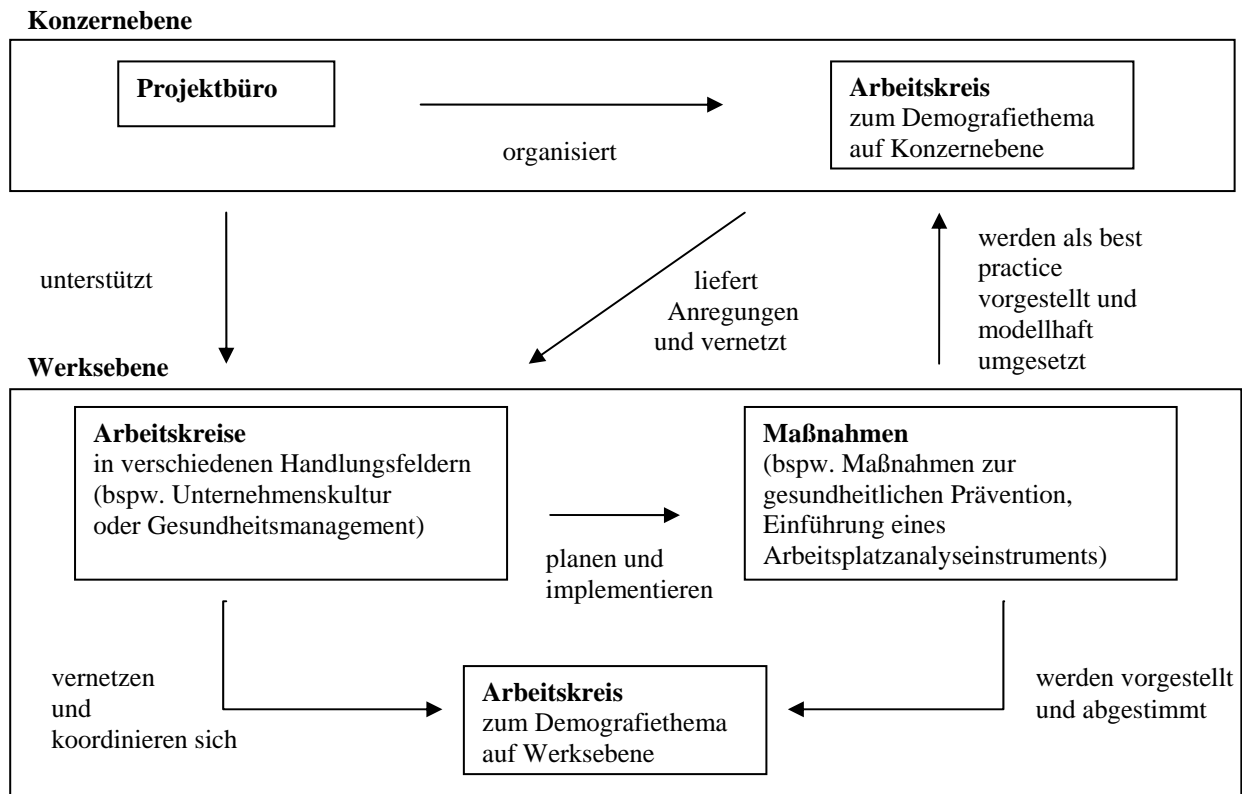 Konzernebene
Projektbüro
organisiert
Arbeitskreis
zum Demografiethema
auf Konzernebene
unterstützt
liefert
Anregungen
und vernetzt
werden als best
practice
vorgestellt und
modellhaft
umgesetzt
Werksebene
Arbeitskreise
in verschiedenen Handlungsfeldern
(bspw. Unternehmenskultur
oder Gesundheitsmanagement)
planen und
implementieren
Maßnahmen
(bspw. Maßnahmen zur
gesundheitlichen Prävention,
Einführung eines
Arbeitsplatzanalyseinstruments)
vernetzen
und
koordinieren sich
Arbeitskreis
zum Demografiethema
auf Werksebene
werden vorgestellt
und abgestimmt